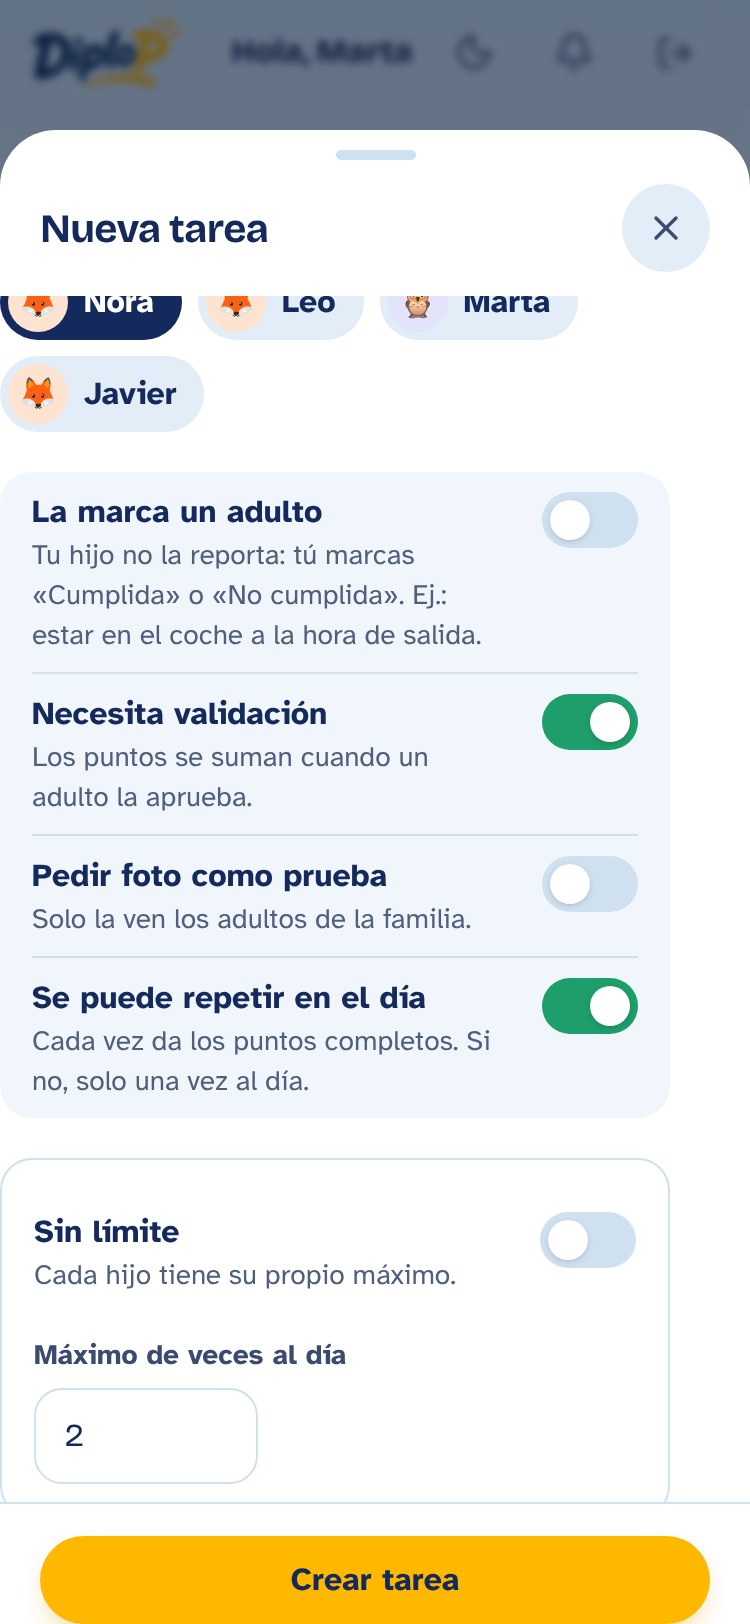 DiploP
Hola, Marta
Nueva tarea
Nora
Leo
Marta
Javier
La marca un adulto
Tu hijo no la reporta: tú marcas
«Cumplida» o «No cumplida». Ej.:
estar en el coche a la hora de salida.
Necesita validación
Los puntos se suman cuando un
adulto la aprueba.
Pedir foto como prueba
Solo la ven los adultos de la familia.
Se puede repetir en el día
Cada vez da los puntos completos. Si
no, solo una vez al día.
Sin límite
Cada hijo tiene su propio máximo.
Máximo de veces al día
2
Crear tarea